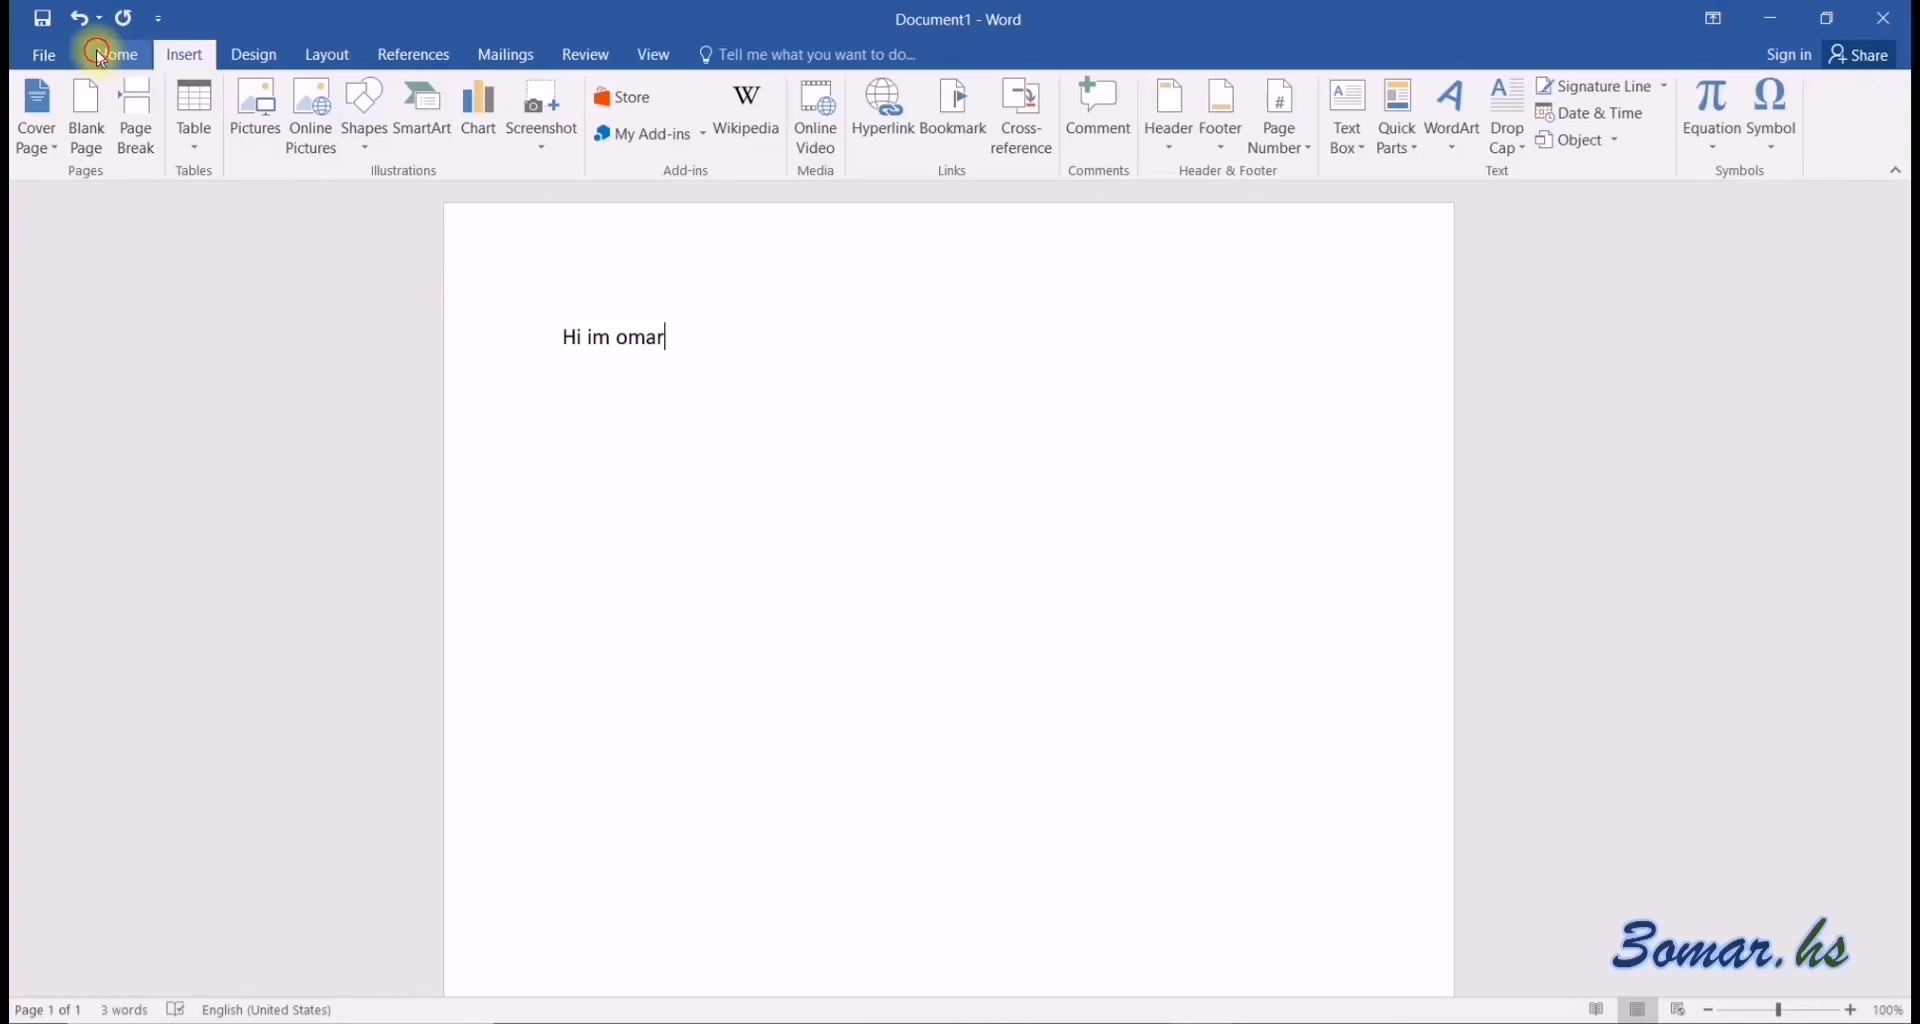 Document1 - Word
File Home Insert Design Layout References Mailings Review View Tell me what you want to do... Sign in Share
Cover Page
Blank Page
Page Break
Pages
Table
Tables
Pictures
Online Pictures
Shapes
SmartArt
Chart
Screenshot
Illustrations
Store
My Add-ins
W
Wikipedia
Add-ins
Online Video
Media
Hyperlink
Bookmark
Cross-reference
Links
Comment
Comments
Header
Footer
#
Page Number
Header & Footer
A
Text Box
Quick Parts
A
WordArt
A
Drop Cap
Signature Line
Date & Time
Object
Text
π
Equation
Ω
Symbol
Symbols
Hi im omar
3omar.hs
Page 1 of 1 3 words English (United States) 100%